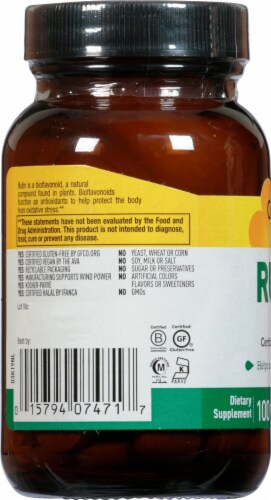 Rutin is a bioflavonoid, a natural
compound found in plants. Bioflavonoids
function as antioxidants to help protect the body
from oxidative stress.**
**These statements have not been evaluated by the Food and
Drug Administration. This product is not intended to diagnose,
treat, cure or prevent any disease.
YES CERTIFIED GLUTEN-FREE BY GFCO.ORG
YES CERTIFIED VEGAN BY THE AVA
YES RECYCLABLE PACKAGING
YES MANUFACTURING SUPPORTS WIND POWER
YES KOSHER-PARVE
YES CERTIFIED HALAL BY IFANCA
NO YEAST, WHEAT OR CORN
NO SOY, MILK OR SALT
NO SUGAR OR PRESERVATIVES
NO ARTIFICIAL COLORS
FLAVORS OR SWEETENERS
NO GMOs
Lot No:
Best by:
Certified
B
Corporation
Certified
GF
Gluten-Free
M
K
PARVE
0 15794 07471 7
R
Certi
Dietary
Supplement
100